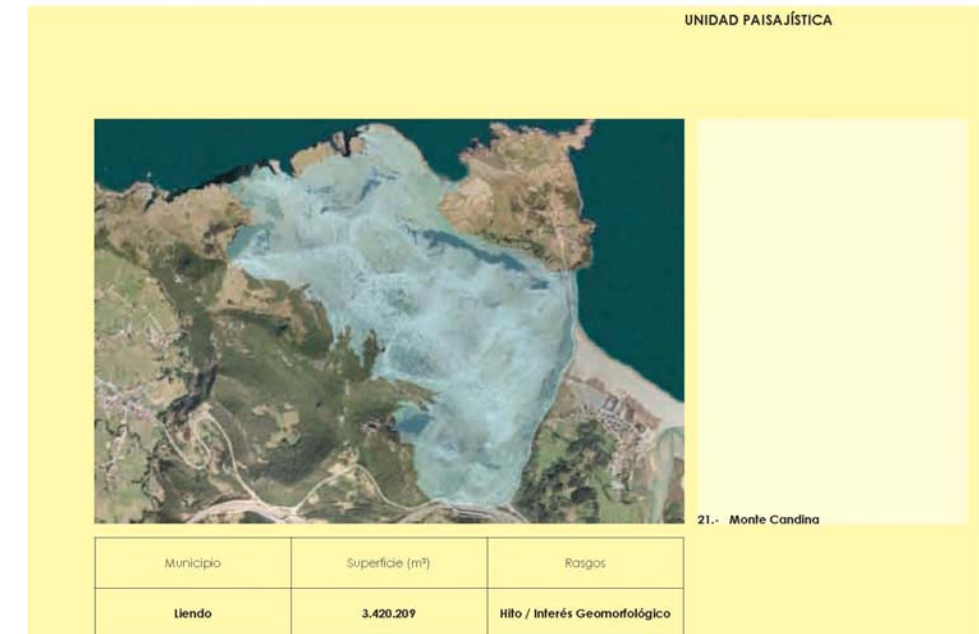 UNIDAD PAISAJÍSTICA
21.- Monte Candina
Municipio Superficie (m²) Rasgos
Liendo 3.420.209 Hito / Interés Geomorfológico